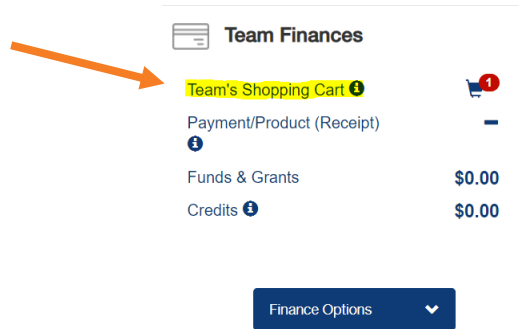 Team Finances
Team's Shopping Cart
1
Payment/Product (Receipt)
Funds & Grants $0.00
Credits $0.00
Finance Options